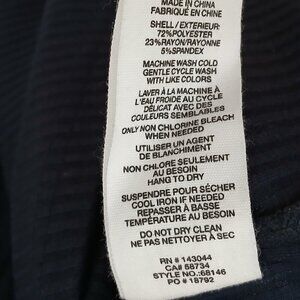 MADE IN CHINA
FABRIQUÉ EN CHINE
SHELL / EXTERIEUR:
72%POLYESTER
23%RAYON/RAYONNE
5%SPANDEX
MACHINE WASH COLD
GENTLE CYCLE WASH
WITH LIKE COLORS
LAVER À LA MACHINE À
L'EAU FROIDE AU CYCLE
DÉLICAT AVEC DES
COULEURS SEMBLABLES
ONLY NON CHLORINE BLEACH
WHEN NEEDED
UTILISER UN AGENT
DE BLANCHIMENT
NON CHLORE SEULEMENT
AU BESOIN
HANG TO DRY
SUSPENDRE POUR SÉCHER
COOL IRON IF NEEDED
REPASSER À BASSE
TEMPÉRATURE AU BESOIN
DO NOT DRY CLEAN
NE PAS NETTOYER À SEC
RN # 143044
CA# 58734
STYLE#: 68146
PO # 18792